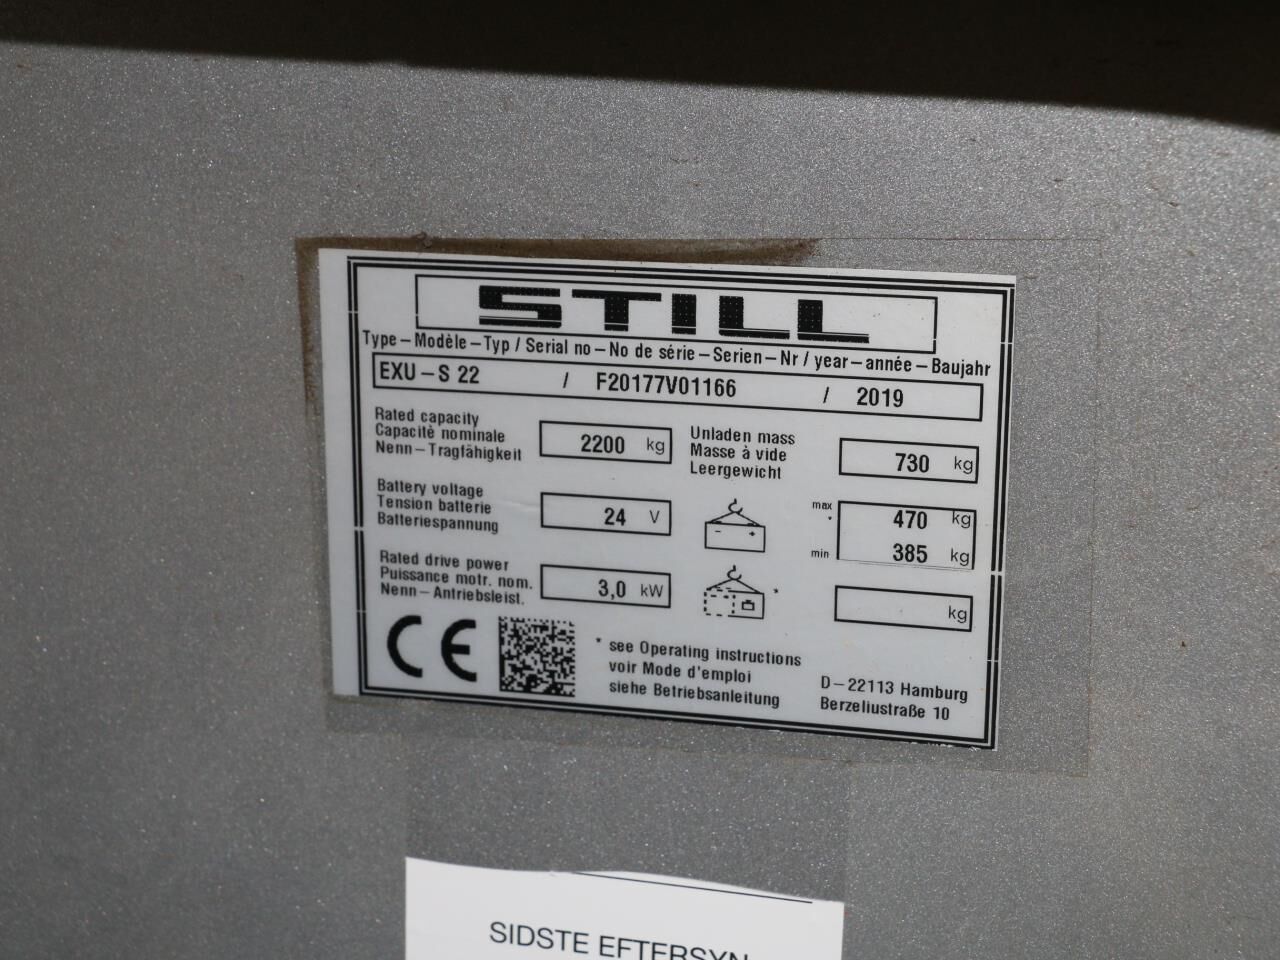 STILL
Type – Modèle – Typ / Serial no – No de série – Serien – Nr / year – année – Baujahr
EXU – S 22 / F20177V01166 / 2019
Rated capacity
Capacitè nominale
Nenn – Tragfähigkeit
2200 kg
Unladen mass
Masse à vide
Leergewicht
730 kg
Battery voltage
Tension batterie
Batteriespannung
24 V
max
*
470 kg
min
385 kg
Rated drive power
Puissance motr. nom.
Nenn – Antriebsleist.
3,0 kW
*
kg
CE
* see Operating instructions
voir Mode d'emploi
siehe Betriebsanleitung
D – 22113 Hamburg
Berzeliustraße 10
SIDSTE EFTERSYN